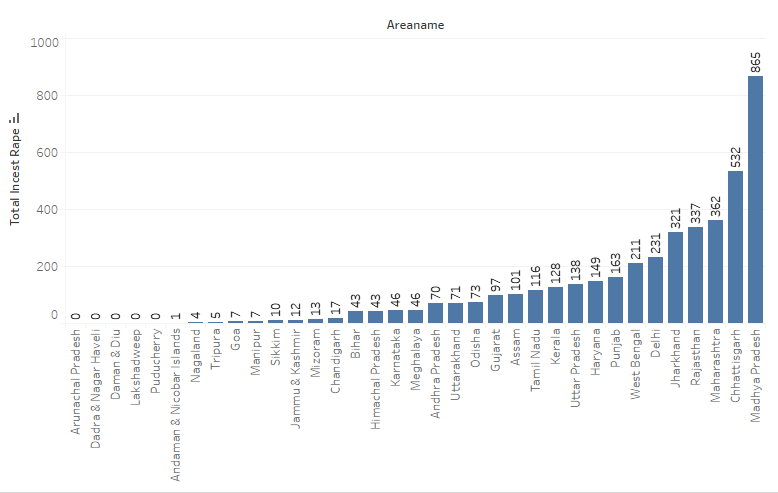 Areaname
Total Incest Rape
1000
800
600
400
200
0
0
0
0
0
0
1
4
5
7
7
10
12
13
17
43
43
46
46
70
71
73
97
101
116
128
138
149
163
211
231
321
337
362
532
865
Arunachal Pradesh
Dadra & Nagar Haveli
Daman & Diu
Lakshadweep
Puducherry
Andaman & Nicobar Islands
Nagaland
Tripura
Goa
Manipur
Sikkim
Jammu & Kashmir
Mizoram
Chandigarh
Bihar
Himachal Pradesh
Karnataka
Meghalaya
Andhra Pradesh
Uttarakhand
Odisha
Gujarat
Assam
Tamil Nadu
Kerala
Uttar Pradesh
Haryana
Punjab
West Bengal
Delhi
Jharkhand
Rajasthan
Maharashtra
Chhattisgarh
Madhya Pradesh